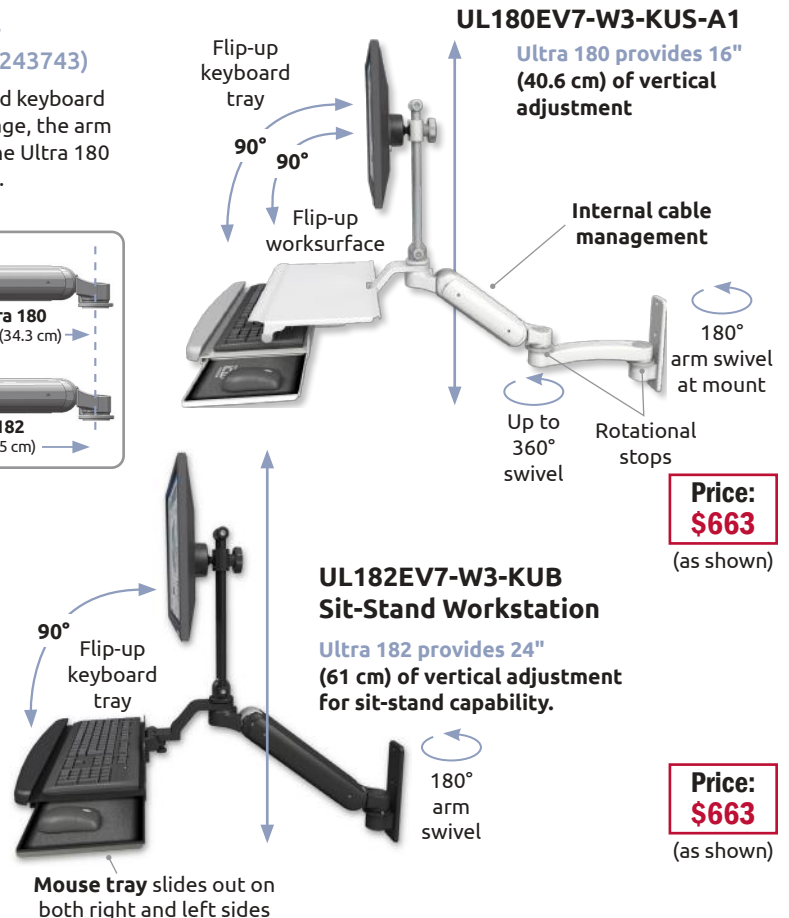 243743)
d keyboard
ge, the arm
e Ultra 180
180
(34.3 cm)
182
5 cm)
UL180EV7-W3-KUS-A1
Ultra 180 provides 16"
(40.6 cm) of vertical
adjustment
Flip-up
keyboard
tray
90°
90°
Flip-up
worksurface
Internal cable
management
180°
arm swivel
at mount
Up to
360°
swivel
Rotational
stops
Price:
$663
(as shown)
UL182EV7-W3-KUB
Sit-Stand Workstation
Ultra 182 provides 24"
(61 cm) of vertical adjustment
for sit-stand capability.
90°
Flip-up
keyboard
tray
180°
arm
swivel
Price:
$663
(as shown)
Mouse tray slides out on
both right and left sides